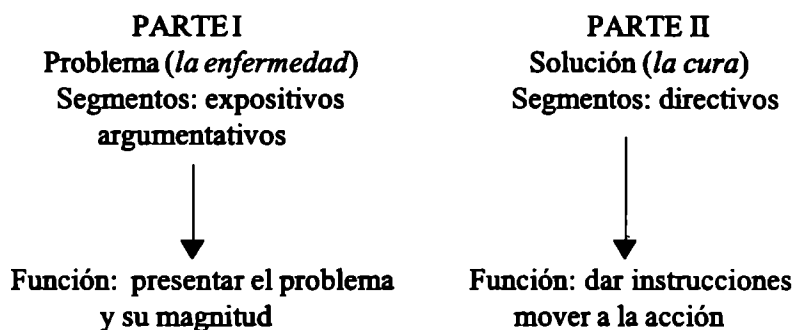 PARTE I
Problema (la enfermedad)
Segmentos: expositivos
argumentativos
Función: presentar el problema
y su magnitud
PARTE II
Solución (la cura)
Segmentos: directivos
Función: dar instrucciones
mover a la acción